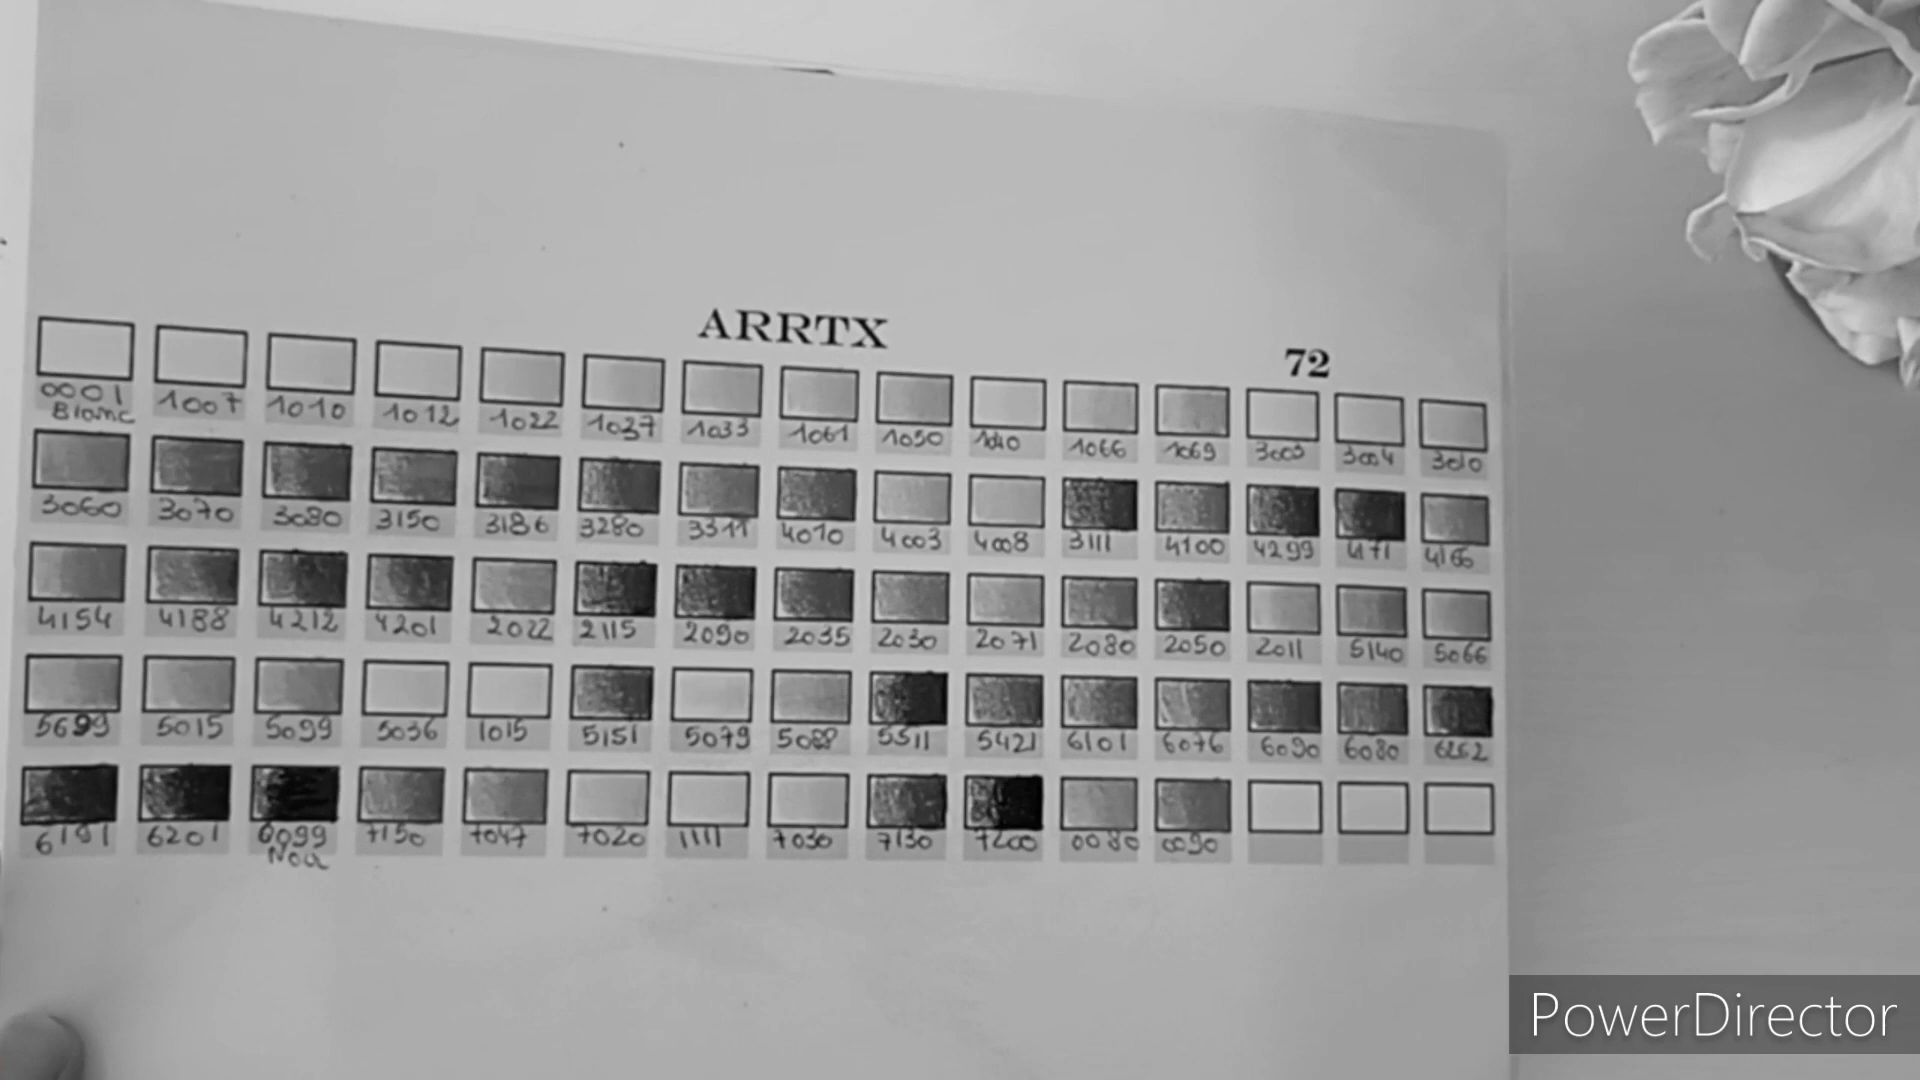 ARRTX
72
0001 1007 1010 1012 1022 1037 1033 1061 1050 1040 1066 1069 3003 3004 3010
Blanc
3060 3070 3080 3150 3186 3280 3311 4010 4003 4008 3111 4100 4299 4171 4166
4154 4188 4212 4201 2022 2115 2090 2035 2030 2071 2080 2050 2011 5140 5066
5699 5015 5099 5036 1015 5151 5079 5088 5511 5421 6101 6076 6090 6080 6262
6191 6201 0099 7150 7047 7020 1111 7030 7130 7200 0080 0090
Noir
PowerDirector